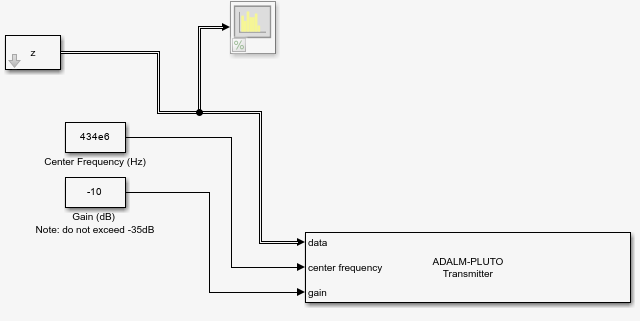 z
%
434e6
Center Frequency (Hz)
-10
Gain (dB)
Note: do not exceed -35dB
data
center frequency
gain
ADALM-PLUTO
Transmitter